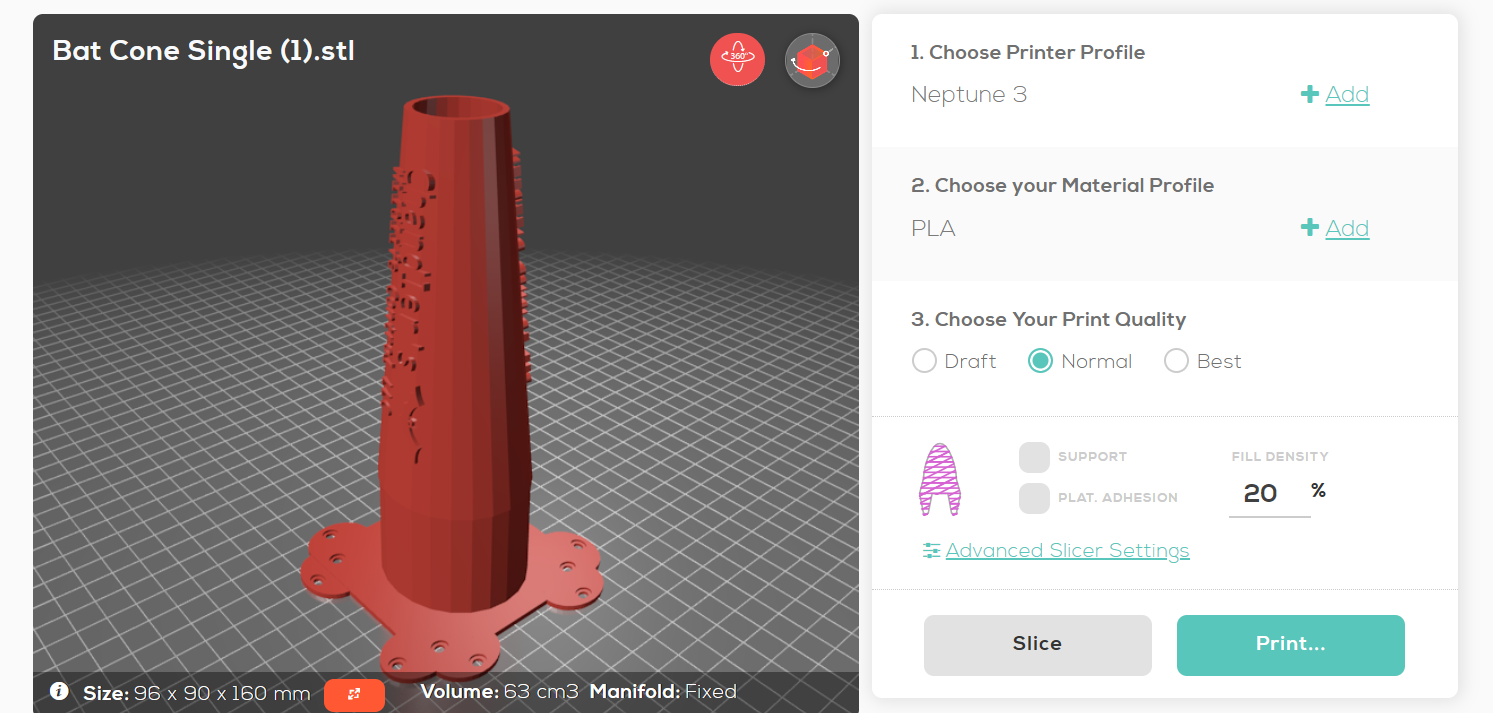 Bat Cone Single (1).stl
360°
Size: 96 x 90 x 160 mm
Volume: 63 cm3 Manifold: Fixed
1. Choose Printer Profile
Neptune 3
Add
2. Choose your Material Profile
PLA
Add
3. Choose Your Print Quality
Draft
Normal
Best
SUPPORT
PLAT. ADHESION
FILL DENSITY
20 %
Advanced Slicer Settings
Slice
Print...